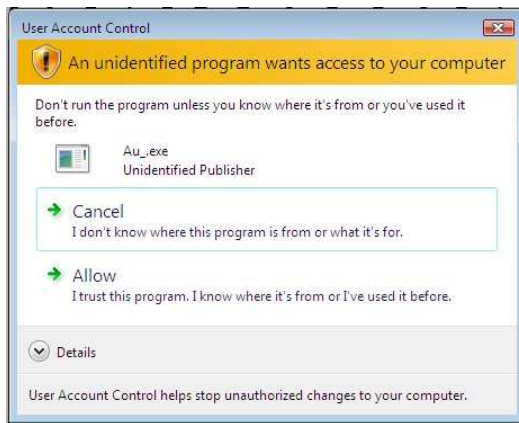 User Account Control
An unidentified program wants access to your computer
Don't run the program unless you know where it's from or you've used it
before.
Au_.exe
Unidentified Publisher
Cancel
I don't know where this program is from or what it's for.
Allow
I trust this program. I know where it's from or I've used it before.
Details
User Account Control helps stop unauthorized changes to your computer.